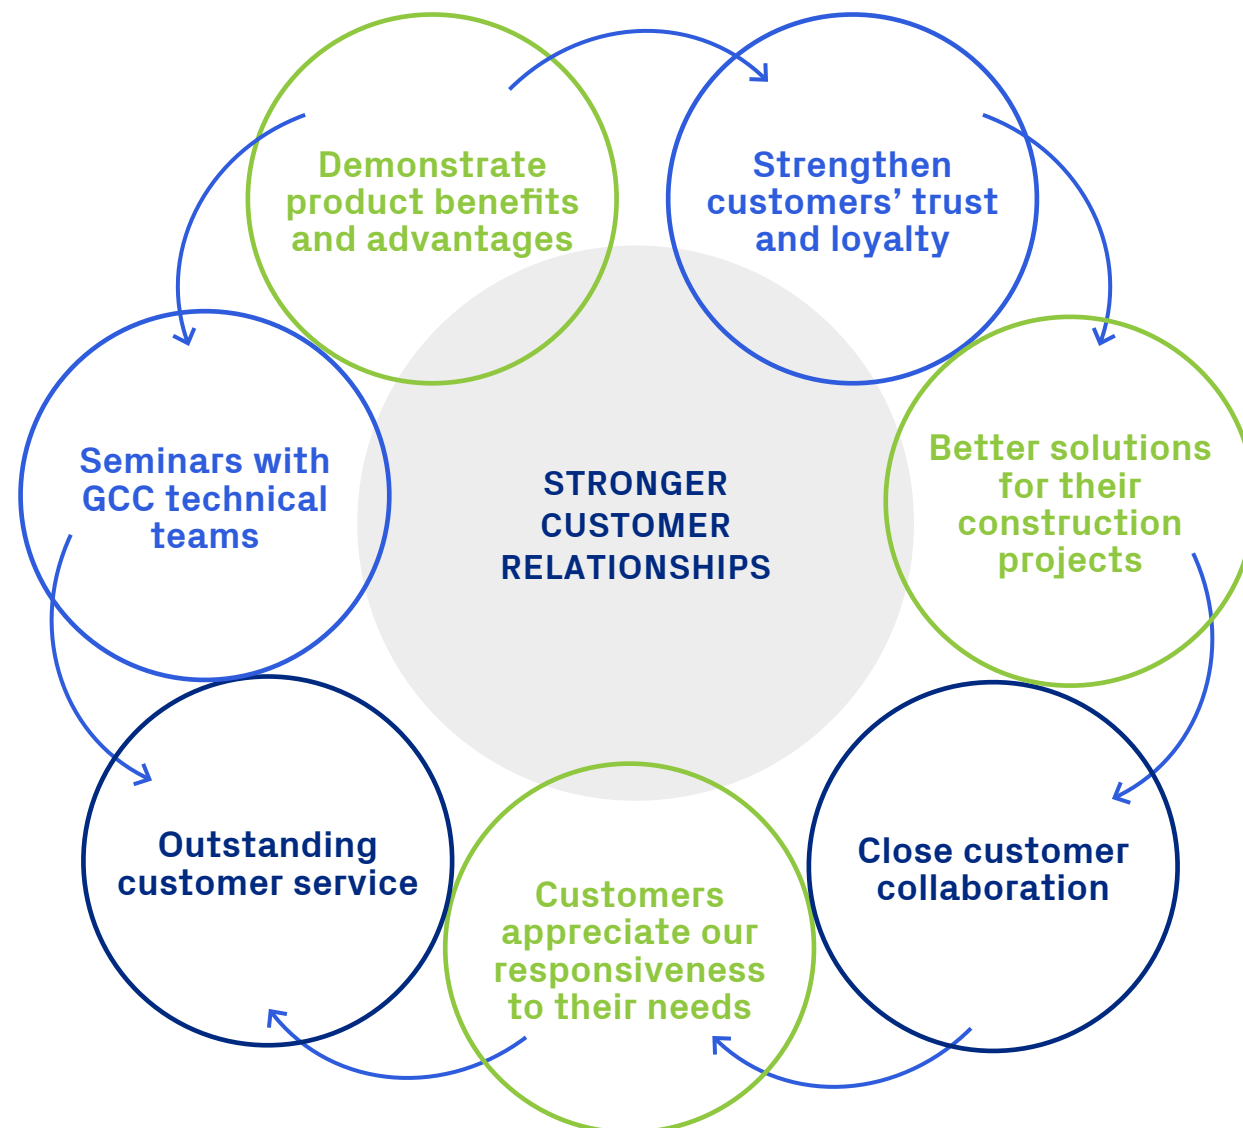 Demonstrate
product benefits
and advantages
Strengthen
customers’ trust
and loyalty
Seminars with
GCC technical
teams
STRONGER
CUSTOMER
RELATIONSHIPS
Better solutions
for their
construction
projects
Outstanding
customer service
Customers
appreciate our
responsiveness
to their needs
Close customer
collaboration